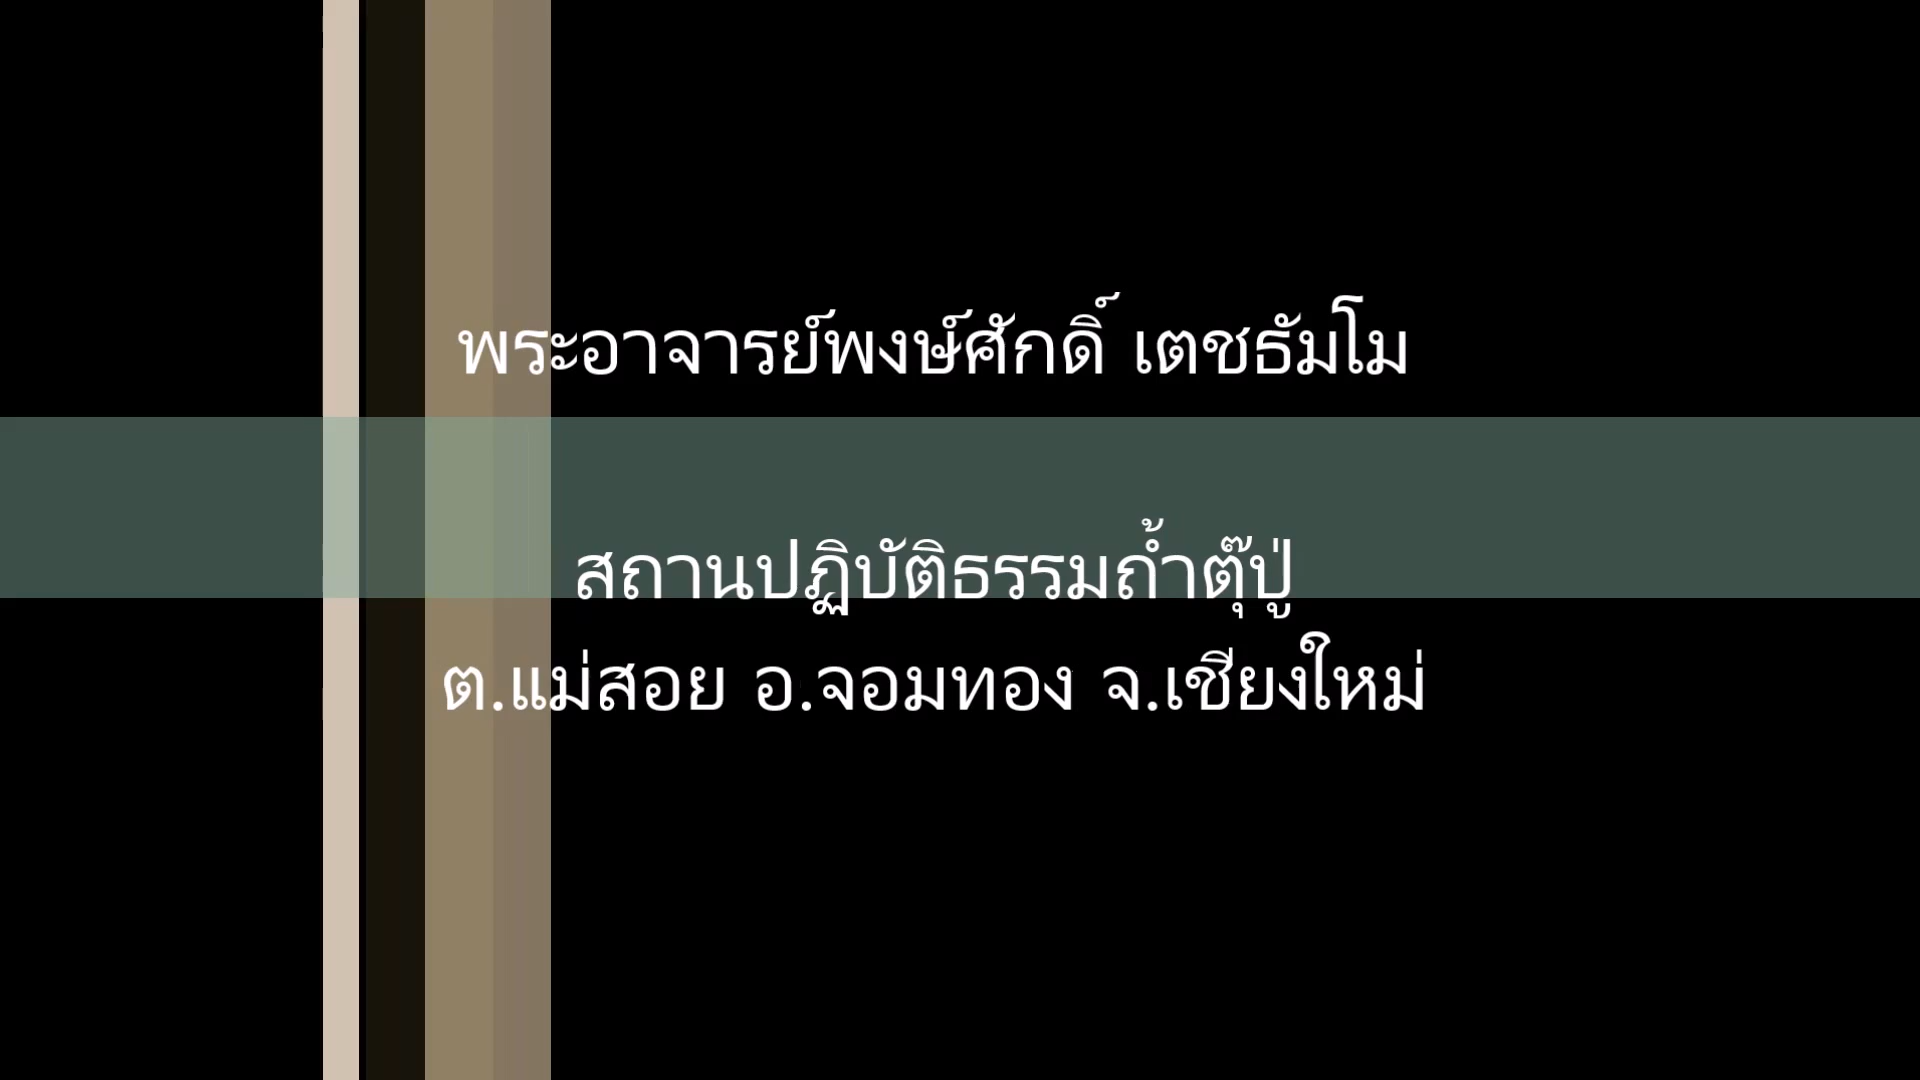 พระอาจารย์พงษ์ศักดิ์ เตชธัมโม
สถานปฏิบัติธรรมถ้ำตุ๊ปู่
ต.แม่สอย อ.จอมทอง จ.เชียงใหม่